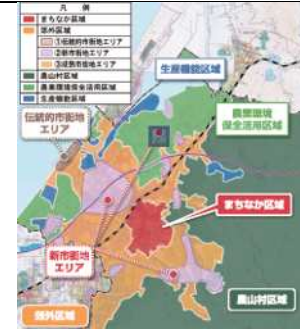 凡例
まちなか区域
郊外区域
①伝統的市街地エリア
②新市街地エリア
③近隣市街地エリア
農山村区域
農業環境保全活用区域
生産機能区域
生産機能区域
農業環境
保全活用区域
伝統的市街地
エリア
まちなか区域
新市街地
エリア
農山村区域
郊外区域